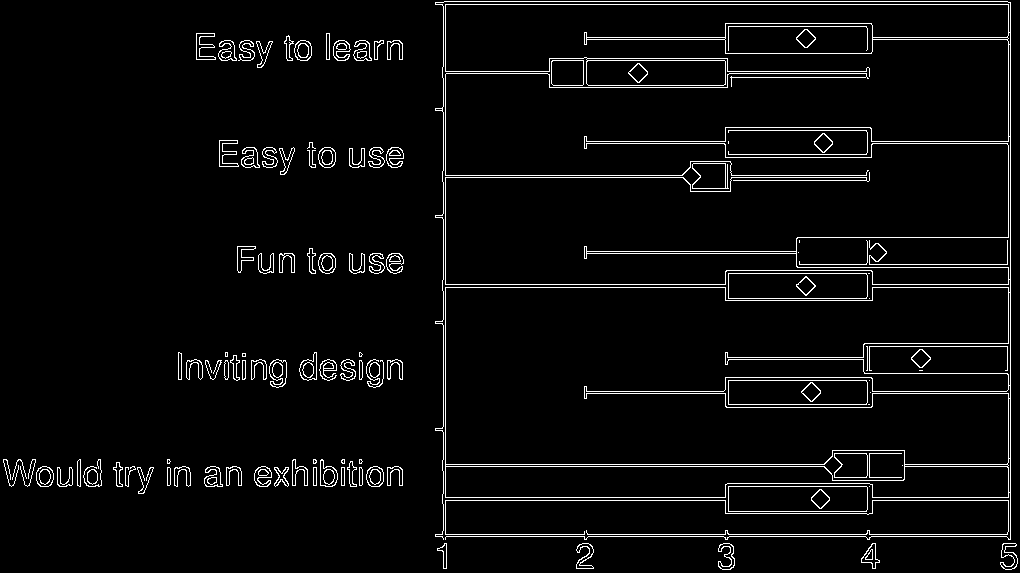 Easy to learn
Easy to use
Fun to use
Inviting design
Would try in an exhibition
1 2 3 4 5